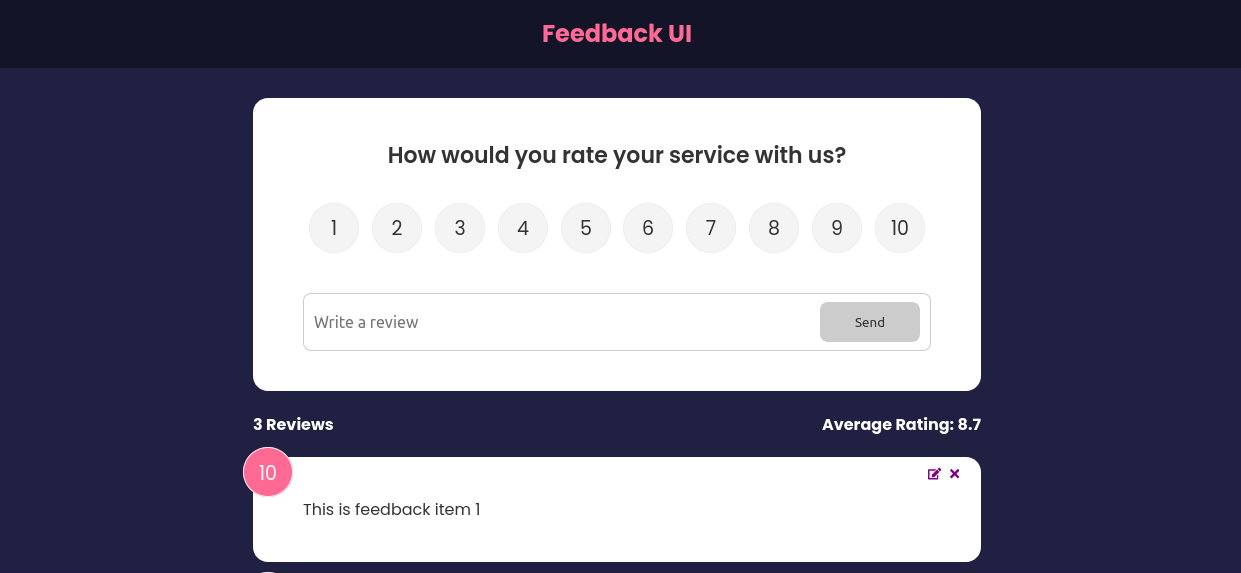 Feedback UI
How would you rate your service with us?
1 2 3 4 5 6 7 8 9 10
Write a review Send
3 Reviews Average Rating: 8.7
10
This is feedback item 1